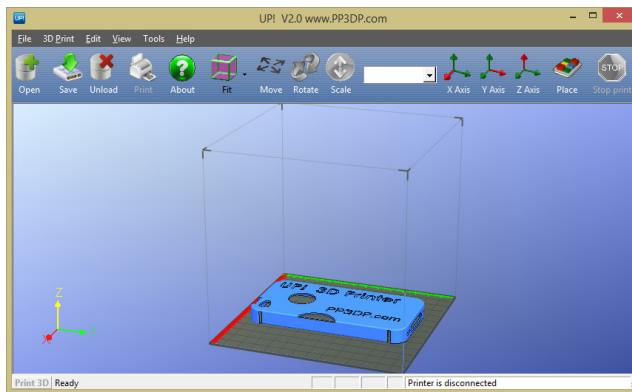 UP!
UP! V2.0 www.PP3DP.com
File 3D Print Edit View Tools Help
Open Save Unload Print About Fit Move Rotate Scale X Axis Y Axis Z Axis Place Stop print
STOP
UP! 3D Printer
PP3DP.com
Z
X
Y
Print 3D Ready Printer is disconnected